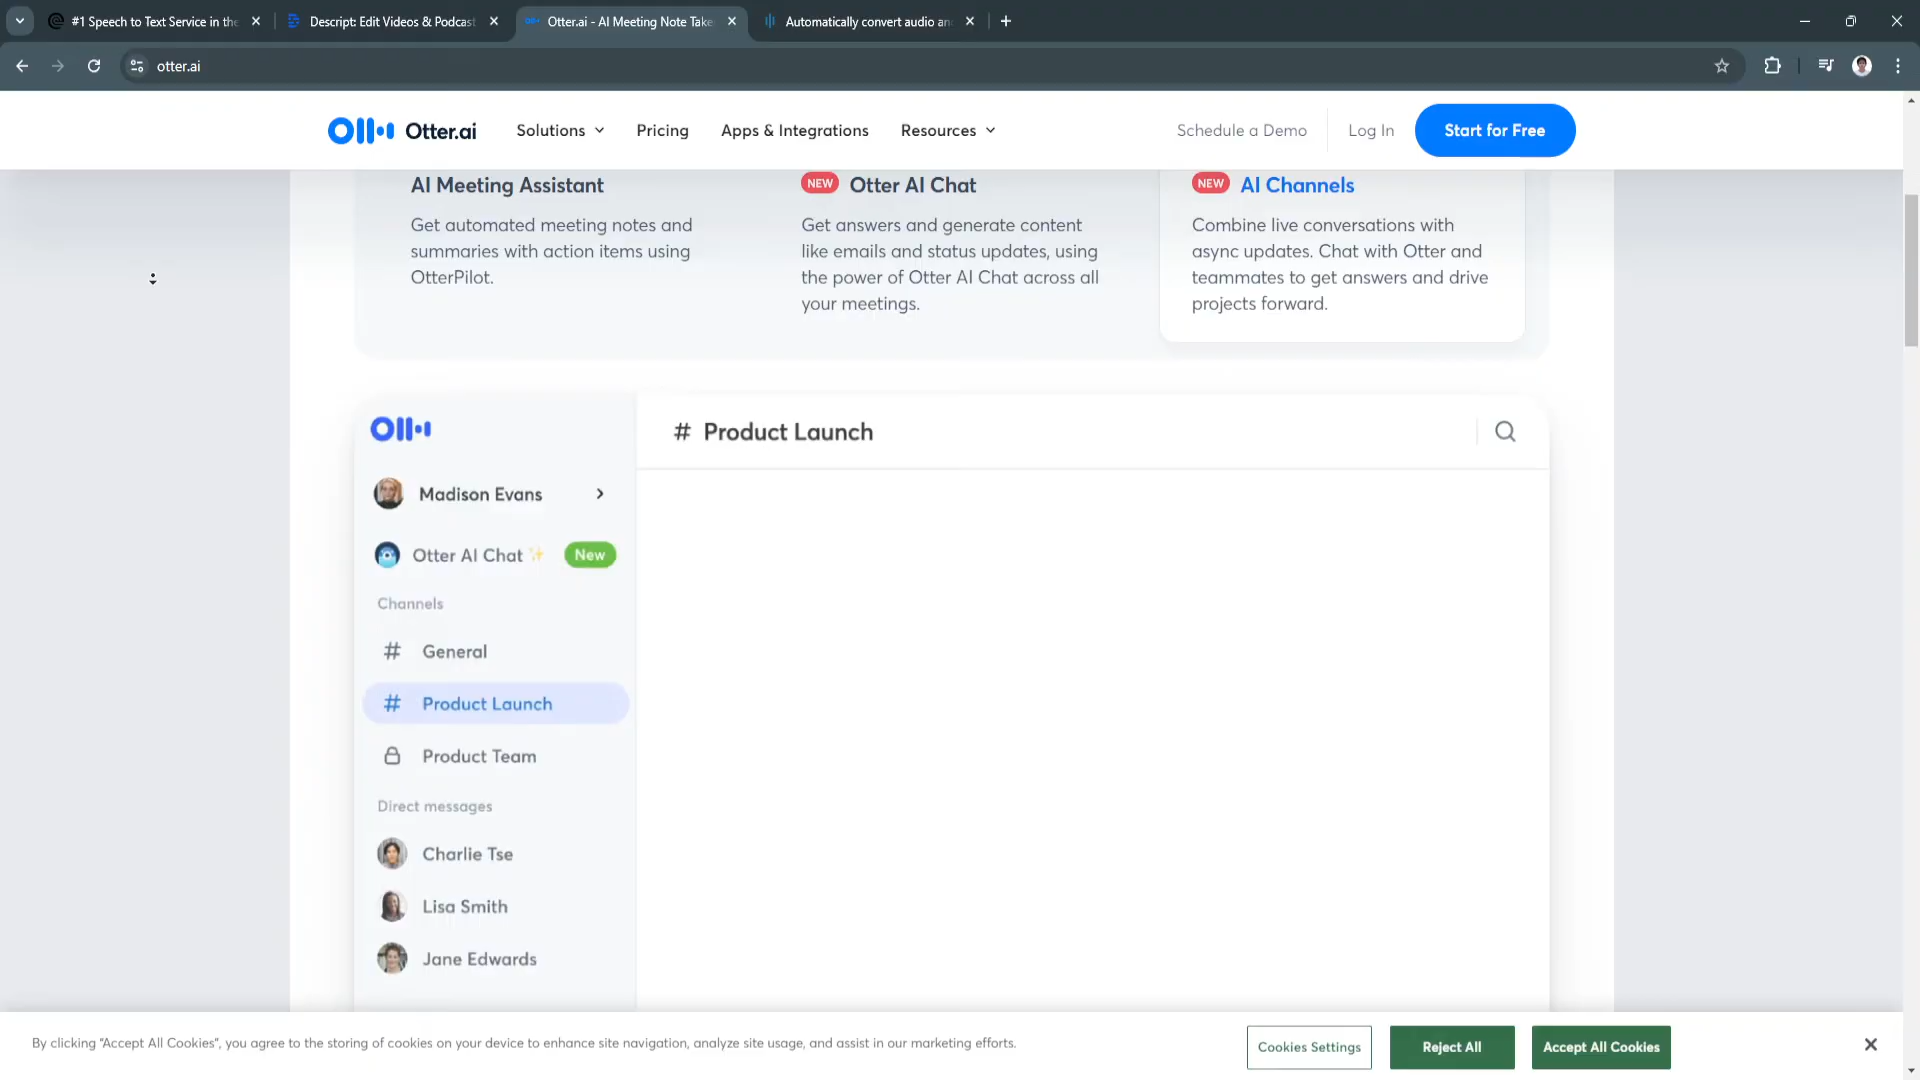 #1 Speech to Text Service in the
Descript: Edit Videos & Podcast
Otter.ai - AI Meeting Note Take
Automatically convert audio an
otter.ai
Otter.ai
Solutions
Pricing
Apps & Integrations
Resources
Schedule a Demo
Log In
Start for Free
AI Meeting Assistant
Get automated meeting notes and
summaries with action items using
OtterPilot.
NEW Otter AI Chat
Get answers and generate content
like emails and status updates, using
the power of Otter AI Chat across all
your meetings.
NEW AI Channels
Combine live conversations with
async updates. Chat with Otter and
teammates to get answers and drive
projects forward.
# Product Launch
Madison Evans
Otter AI Chat New
Channels
# General
# Product Launch
Product Team
Direct messages
Charlie Tse
Lisa Smith
Jane Edwards
By clicking "Accept All Cookies", you agree to the storing of cookies on your device to enhance site navigation, analyze site usage, and assist in our marketing efforts.
Cookies Settings
Reject All
Accept All Cookies